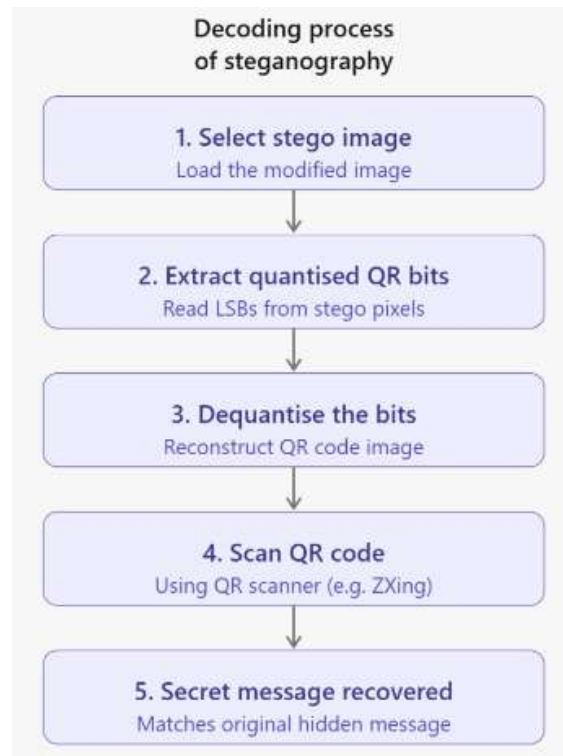 Decoding process
of steganography
1. Select stego image
Load the modified image
2. Extract quantised QR bits
Read LSBs from stego pixels
3. Dequantise the bits
Reconstruct QR code image
4. Scan QR code
Using QR scanner (e.g. ZXing)
5. Secret message recovered
Matches original hidden message